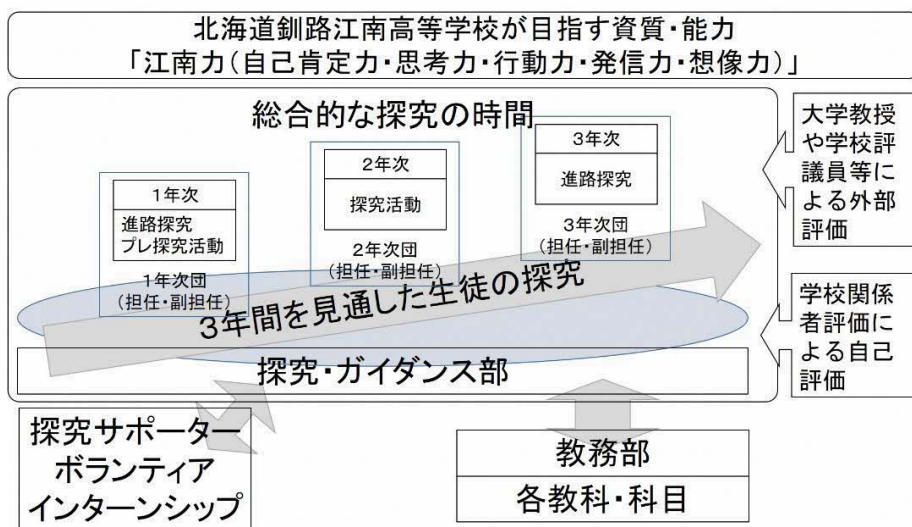 北海道釧路江南高等学校が目指す資質・能力
「江南力(自己肯定力・思考力・行動力・発信力・想像力)」
総合的な探究の時間
1年次
進路探究
プレ探究活動
1年次団
(担任・副担任)
2年次
探究活動
2年次団
(担任・副担任)
3年次
進路探究
3年次団
(担任・副担任)
3年間を見通した生徒の探究
探究・ガイダンス部
大学教授
や学校評
議員等に
よる外部
評価
学校関係
者評価に
よる自己
評価
探究サポーター
ボランティア
インターンシップ
教務部
各教科・科目